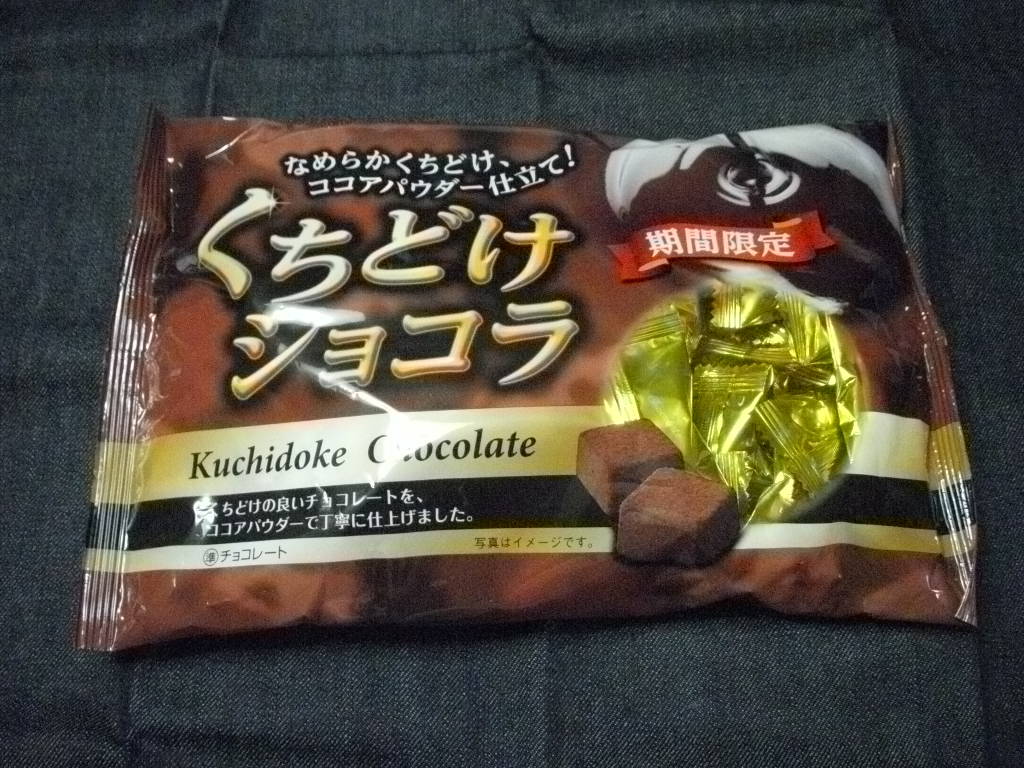 なめらかくちどけ、
ココアパウダー仕立て!
くちどけ
ショコラ
期間限定
Kuchidoke Chocolate
くちどけの良いチョコレートを、
ココアパウダーで丁寧に仕上げました。
準チョコレート
写真はイメージです。